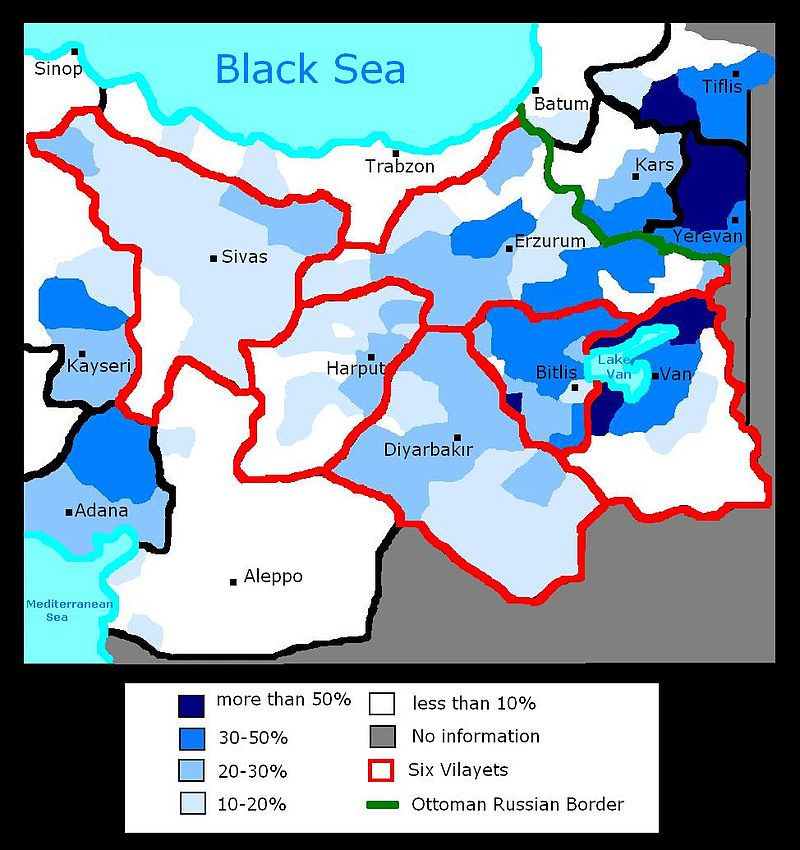 Black Sea
Sinop
Tiflis
Batum
Trabzon
Kars
Yerevan
Erzurum
Sivas
Kayseri
Harput
Bitlis
Lake
Van
Van
Diyarbakır
Adana
Aleppo
Mediterranean
Sea
more than 50%
less than 10%
30-50%
No information
20-30%
Six Vilayets
10-20%
Ottoman Russian Border